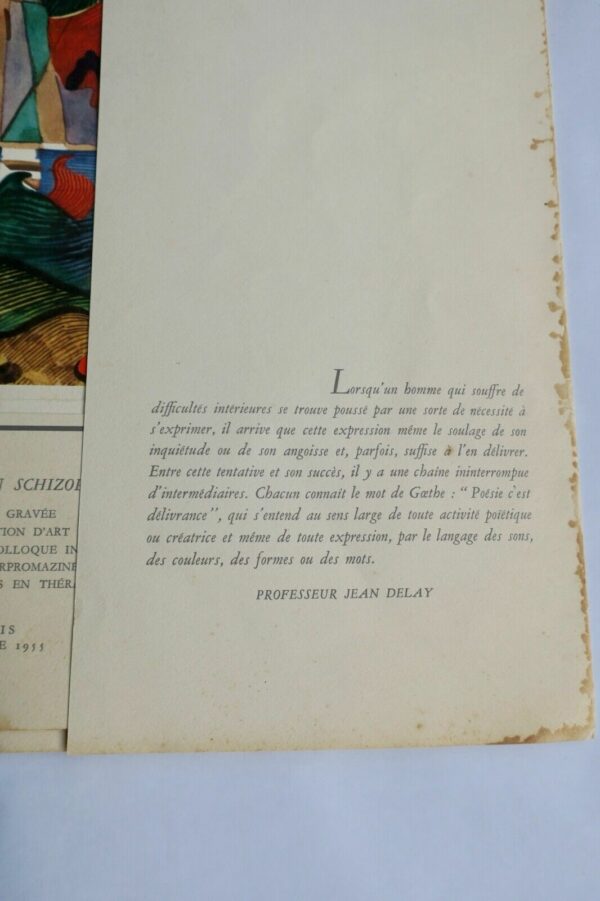 N SCHIZO
GRAVÉE
TION D'ART
OLLOQUE IN
RPROMAZINE
S EN THÉR
IS
E 1955
Lorsqu'un homme qui souffre de
difficultés intérieures se trouve poussé par une sorte de nécessité à
s'exprimer, il arrive que cette expression même le soulage de son
inquiétude ou de son angoisse et, parfois, suffise à l'en délivrer.
Entre cette tentative et son succès, il y a une chaîne ininterrompue
d'intermédiaires. Chacun connaît le mot de Gœthe : “ Poésie c'est
délivrance”, qui s'entend au sens large de toute activité poïétique
ou créatrice et même de toute expression, par le langage des sons,
des couleurs, des formes ou des mots.
PROFESSEUR JEAN DELAY